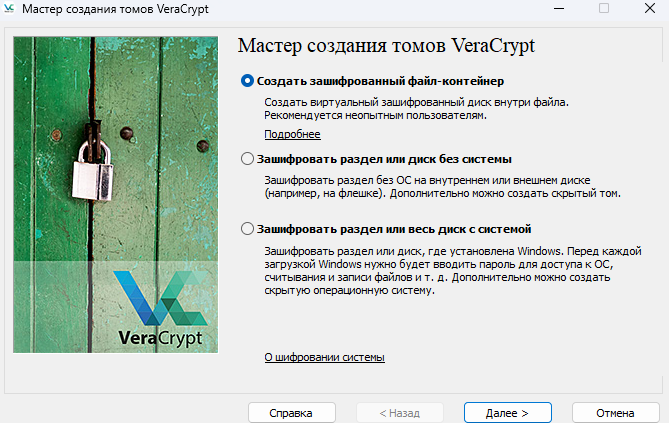 Мастер создания томов VeraCrypt
Мастер создания томов VeraCrypt
Создать зашифрованный файл-контейнер
Создать виртуальный зашифрованный диск внутри файла.
Рекомендуется неопытным пользователям.
Подробнее
Зашифровать раздел или диск без системы
Зашифровать раздел без ОС на внутреннем или внешнем диске
(например, на флешке). Дополнительно можно создать скрытый том.
Зашифровать раздел или весь диск с системой
Зашифровать раздел или диск, где установлена Windows. Перед каждой
загрузкой Windows нужно будет вводить пароль для доступа к ОС,
считывания и записи файлов и т. д. Дополнительно можно создать
скрытую операционную систему.
VeraCrypt
О шифровании системы
Справка
< Назад
Далее >
Отмена